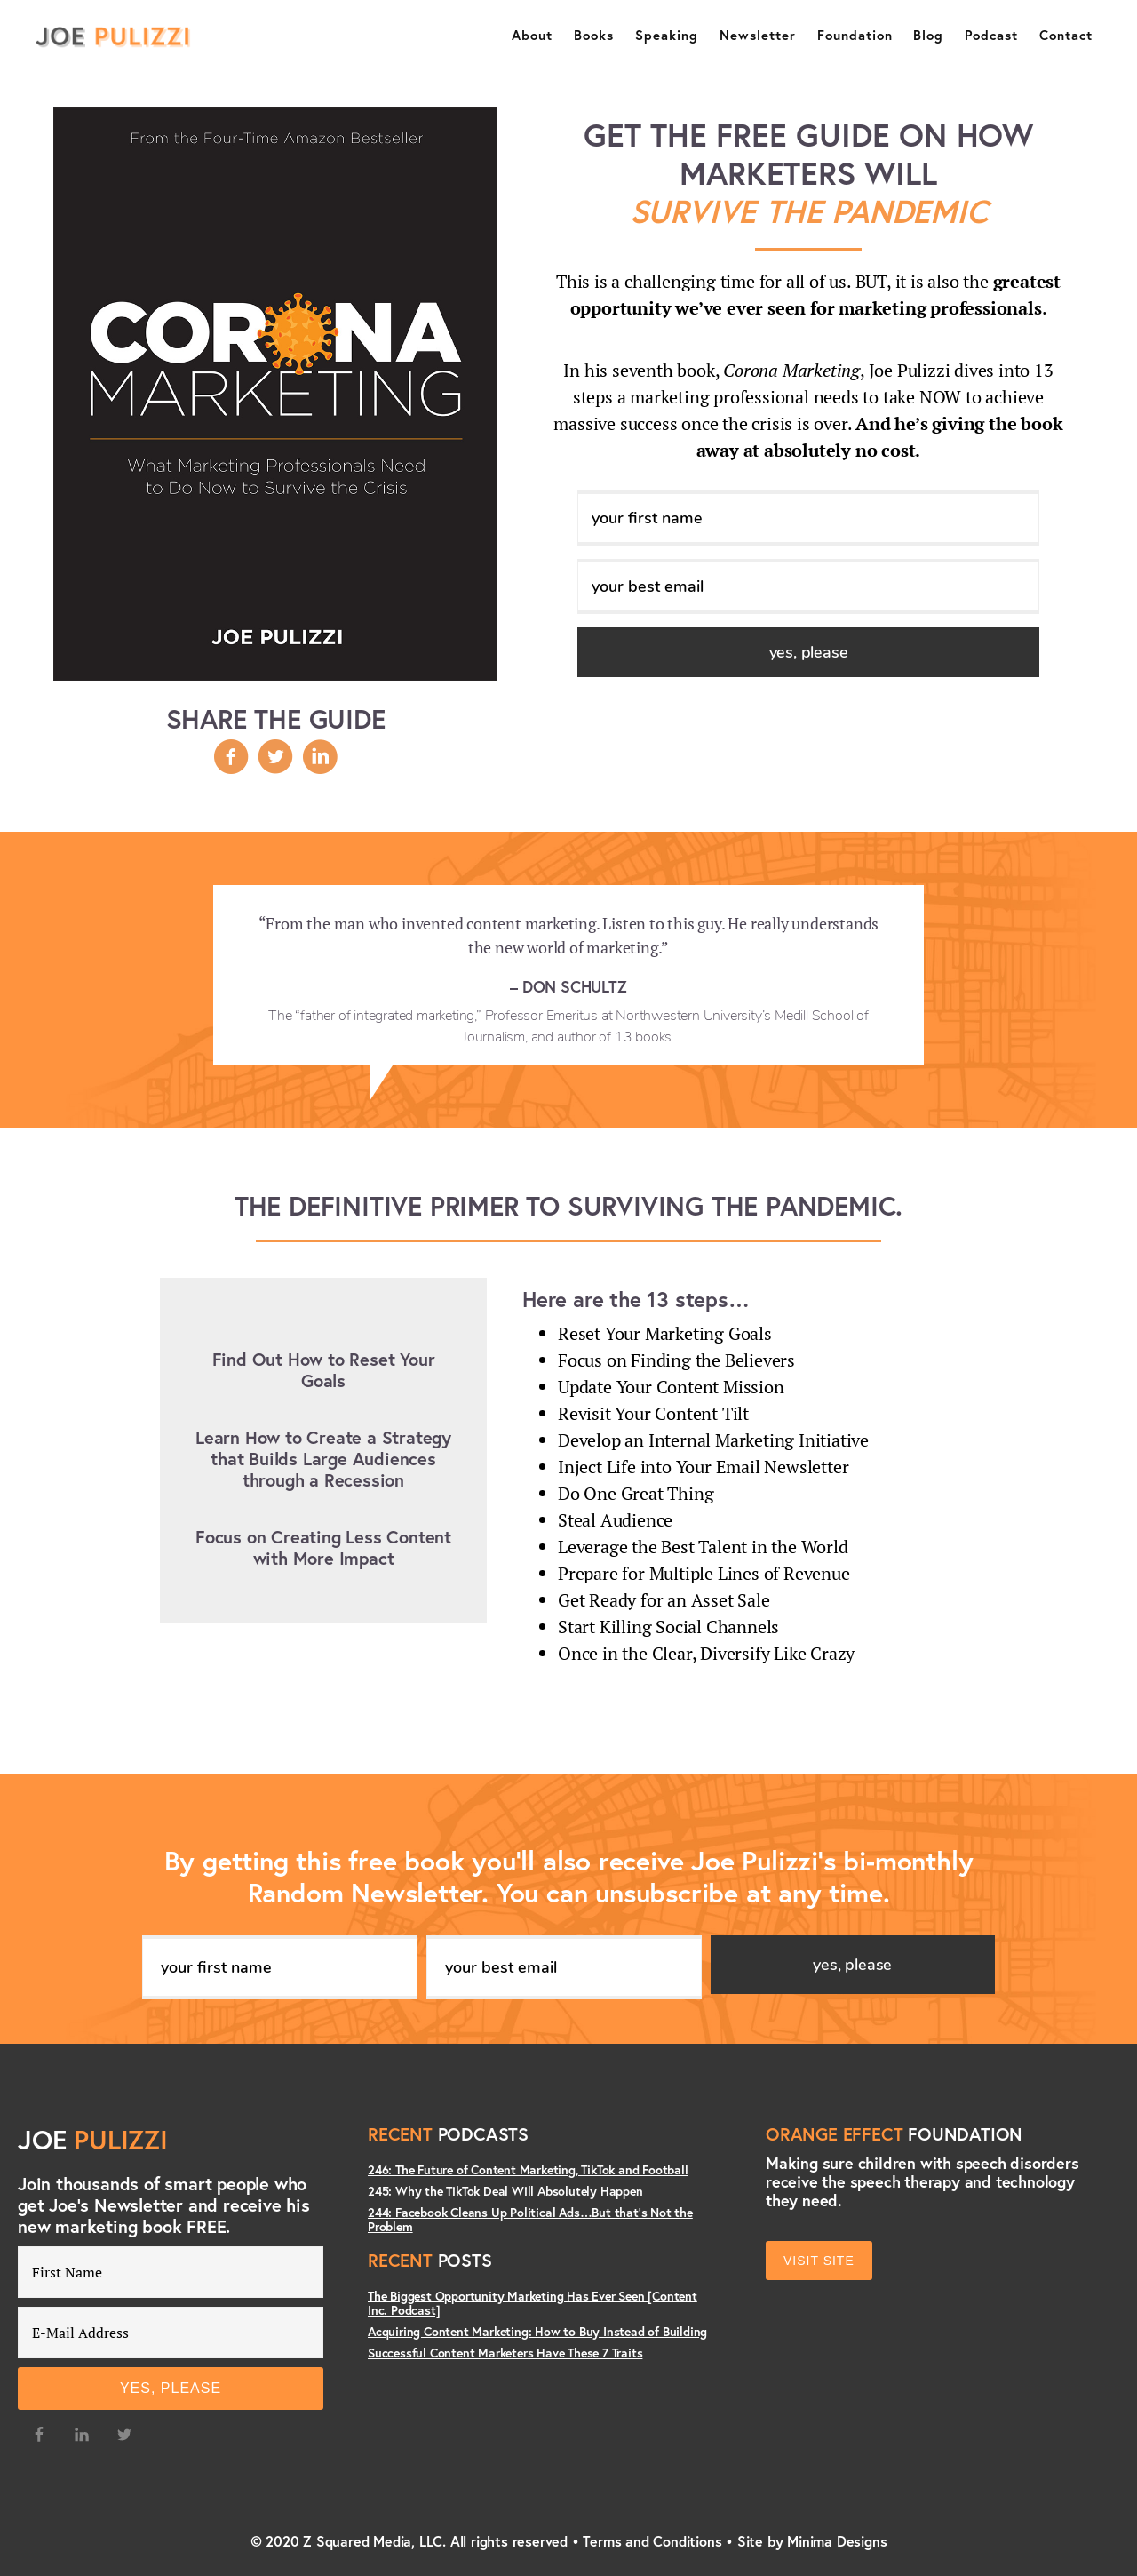 JOE PULIZZI
About Books Speaking Newsletter Foundation Blog Podcast Contact
From the Four-Time Amazon Bestseller
CORONA
MARKETING
What Marketing Professionals Need
to Do Now to Survive the Crisis
JOE PULIZZI
SHARE THE GUIDE
GET THE FREE GUIDE ON HOW
MARKETERS WILL
SURVIVE THE PANDEMIC
This is a challenging time for all of us. BUT, it is also the greatest
opportunity we’ve ever seen for marketing professionals.
In his seventh book, Corona Marketing, Joe Pulizzi dives into 13
steps a marketing professional needs to take NOW to achieve
massive success once the crisis is over. And he’s giving the book
away at absolutely no cost.
your first name
your best email
yes, please
“From the man who invented content marketing. Listen to this guy. He really understands
the new world of marketing.”
– DON SCHULTZ
The “father of integrated marketing,” Professor Emeritus at Northwestern University’s Medill School of
Journalism, and author of 13 books.
THE DEFINITIVE PRIMER TO SURVIVING THE PANDEMIC.
Find Out How to Reset Your
Goals
Learn How to Create a Strategy
that Builds Large Audiences
through a Recession
Focus on Creating Less Content
with More Impact
Here are the 13 steps…
Reset Your Marketing Goals
Focus on Finding the Believers
Update Your Content Mission
Revisit Your Content Tilt
Develop an Internal Marketing Initiative
Inject Life into Your Email Newsletter
Do One Great Thing
Steal Audience
Leverage the Best Talent in the World
Prepare for Multiple Lines of Revenue
Get Ready for an Asset Sale
Start Killing Social Channels
Once in the Clear, Diversify Like Crazy
By getting this free book you'll also receive Joe Pulizzi's bi-monthly
Random Newsletter. You can unsubscribe at any time.
your first name
your best email
yes, please
JOE PULIZZI
Join thousands of smart people who
get Joe's Newsletter and receive his
new marketing book FREE.
First Name
E-Mail Address
YES, PLEASE
RECENT PODCASTS
246: The Future of Content Marketing, TikTok and Football
245: Why the TikTok Deal Will Absolutely Happen
244: Facebook Cleans Up Political Ads…But that's Not the
Problem
RECENT POSTS
The Biggest Opportunity Marketing Has Ever Seen [Content
Inc. Podcast]
Acquiring Content Marketing: How to Buy Instead of Building
Successful Content Marketers Have These 7 Traits
ORANGE EFFECT FOUNDATION
Making sure children with speech disorders
receive the speech therapy and technology
they need.
VISIT SITE
© 2020 Z Squared Media, LLC. All rights reserved • Terms and Conditions • Site by Minima Designs